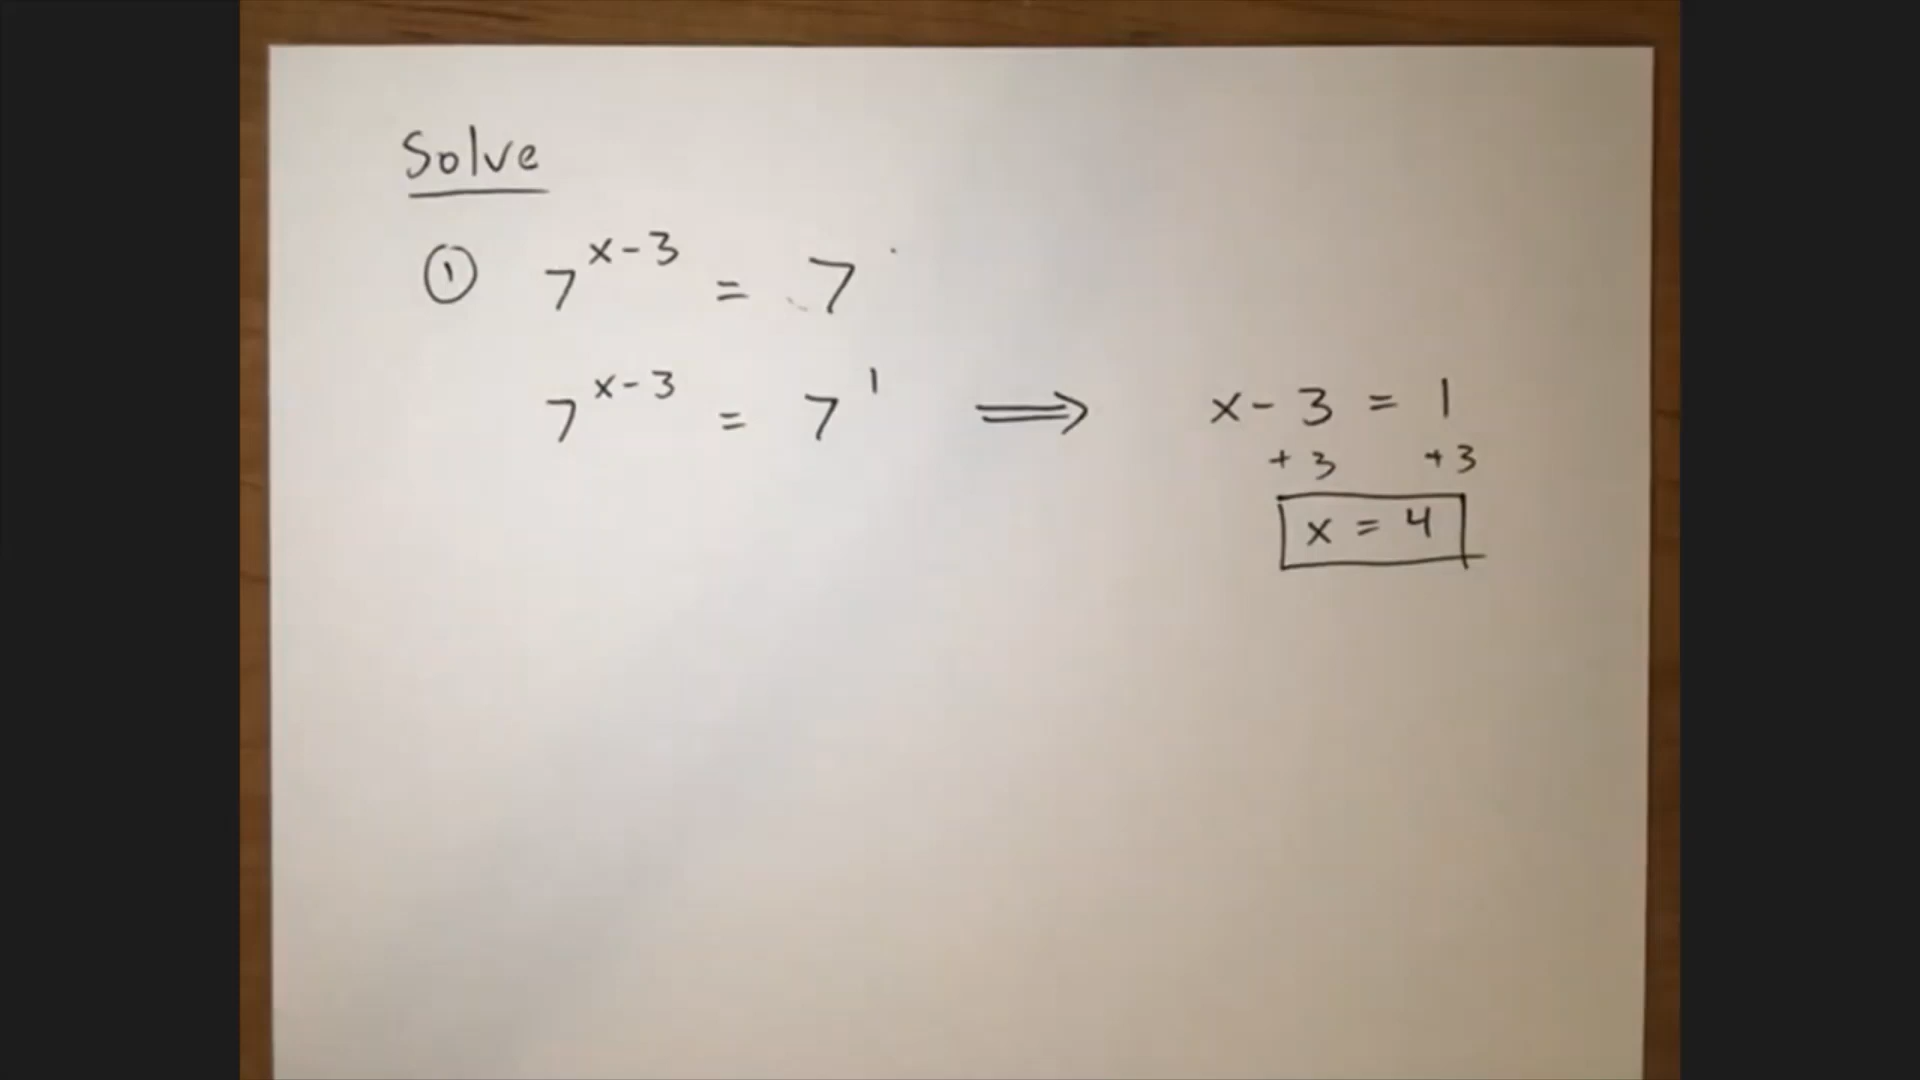 Solve
① 7^(x-3) = 7
7^(x-3) = 7^1 ⟹ x - 3 = 1
+ 3 + 3
x = 4